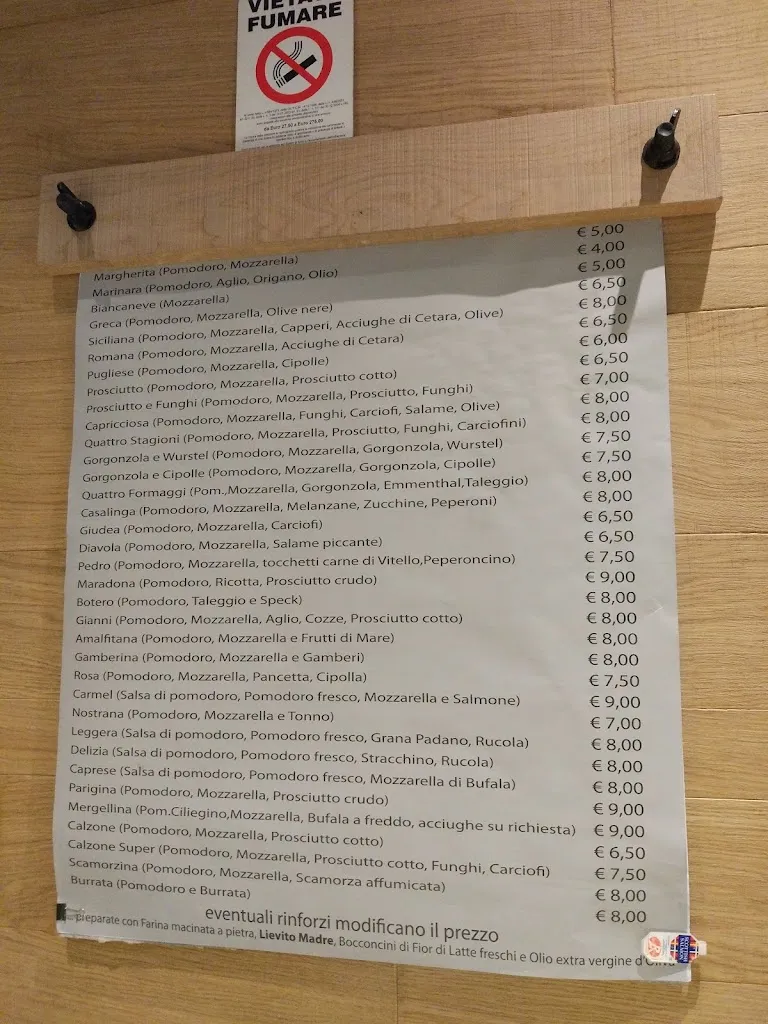 VIETATO FUMARE
da Euro 27,50 a Euro 275,00
Margherita (Pomodoro, Mozzarella) € 5,00
Marinara (Pomodoro, Aglio, Origano, Olio) € 4,00
Biancaneve (Mozzarella) € 5,00
Greca (Pomodoro, Mozzarella, Olive nere) € 6,50
Siciliana (Pomodoro, Mozzarella, Capperi, Acciughe di Cetara, Olive) € 8,00
Romana (Pomodoro, Mozzarella, Acciughe di Cetara) € 6,50
Pugliese (Pomodoro, Mozzarella, Cipolle) € 6,00
Prosciutto (Pomodoro, Mozzarella, Prosciutto cotto) € 6,50
Prosciutto e Funghi (Pomodoro, Mozzarella, Prosciutto, Funghi) € 7,00
Capricciosa (Pomodoro, Mozzarella, Funghi, Carciofi, Salame, Olive) € 8,00
Quattro Stagioni (Pomodoro, Mozzarella, Prosciutto, Funghi, Carciofini) € 8,00
Gorgonzola e Wurstel (Pomodoro, Mozzarella, Gorgonzola, Wurstel) € 7,50
Gorgonzola e Cipolle (Pomodoro, Mozzarella, Gorgonzola, Cipolle) € 7,50
Quattro Formaggi (Pom.,Mozzarella, Gorgonzola, Emmenthal,Taleggio) € 8,00
Casalinga (Pomodoro, Mozzarella, Melanzane, Zucchine, Peperoni) € 8,00
Giudea (Pomodoro, Mozzarella, Carciofi) € 6,50
Diavola (Pomodoro, Mozzarella, Salame piccante) € 6,50
Pedro (Pomodoro, Mozzarella, tocchetti carne di Vitello,Peperoncino) € 7,50
Maradona (Pomodoro, Ricotta, Prosciutto crudo) € 9,00
Botero (Pomodoro, Taleggio e Speck) € 8,00
Gianni (Pomodoro, Mozzarella, Aglio, Cozze, Prosciutto cotto) € 8,00
Amalfitana (Pomodoro, Mozzarella e Frutti di Mare) € 8,00
Gamberina (Pomodoro, Mozzarella e Gamberi) € 8,00
Rosa (Pomodoro, Mozzarella, Pancetta, Cipolla) € 7,50
Carmel (Salsa di pomodoro, Pomodoro fresco, Mozzarella e Salmone) € 9,00
Nostrana (Pomodoro, Mozzarella e Tonno) € 7,00
Leggera (Salsa di pomodoro, Pomodoro fresco, Grana Padano, Rucola) € 8,00
Delizia (Salsa di pomodoro, Pomodoro fresco, Stracchino, Rucola) € 8,00
Caprese (Salsa di pomodoro, Pomodoro fresco, Mozzarella di Bufala) € 8,00
Parigina (Pomodoro, Mozzarella, Prosciutto crudo) € 9,00
Mergellina (Pom.Ciliegino,Mozzarella, Bufala a freddo, acciughe su richiesta) € 9,00
Calzone (Pomodoro, Mozzarella, Prosciutto cotto) € 6,50
Calzone Super (Pomodoro, Mozzarella, Prosciutto cotto, Funghi, Carciofi) € 7,50
Scamorzina (Pomodoro, Mozzarella, Scamorza affumicata) € 8,00
Burrata (Pomodoro e Burrata) € 8,00
eventuali rinforzi modificano il prezzo
preparate con Farina macinata a pietra, Lievito Madre, Bocconcini di Fior di Latte freschi e Olio extra vergine d'Oliva
SCOTTISH SALMON